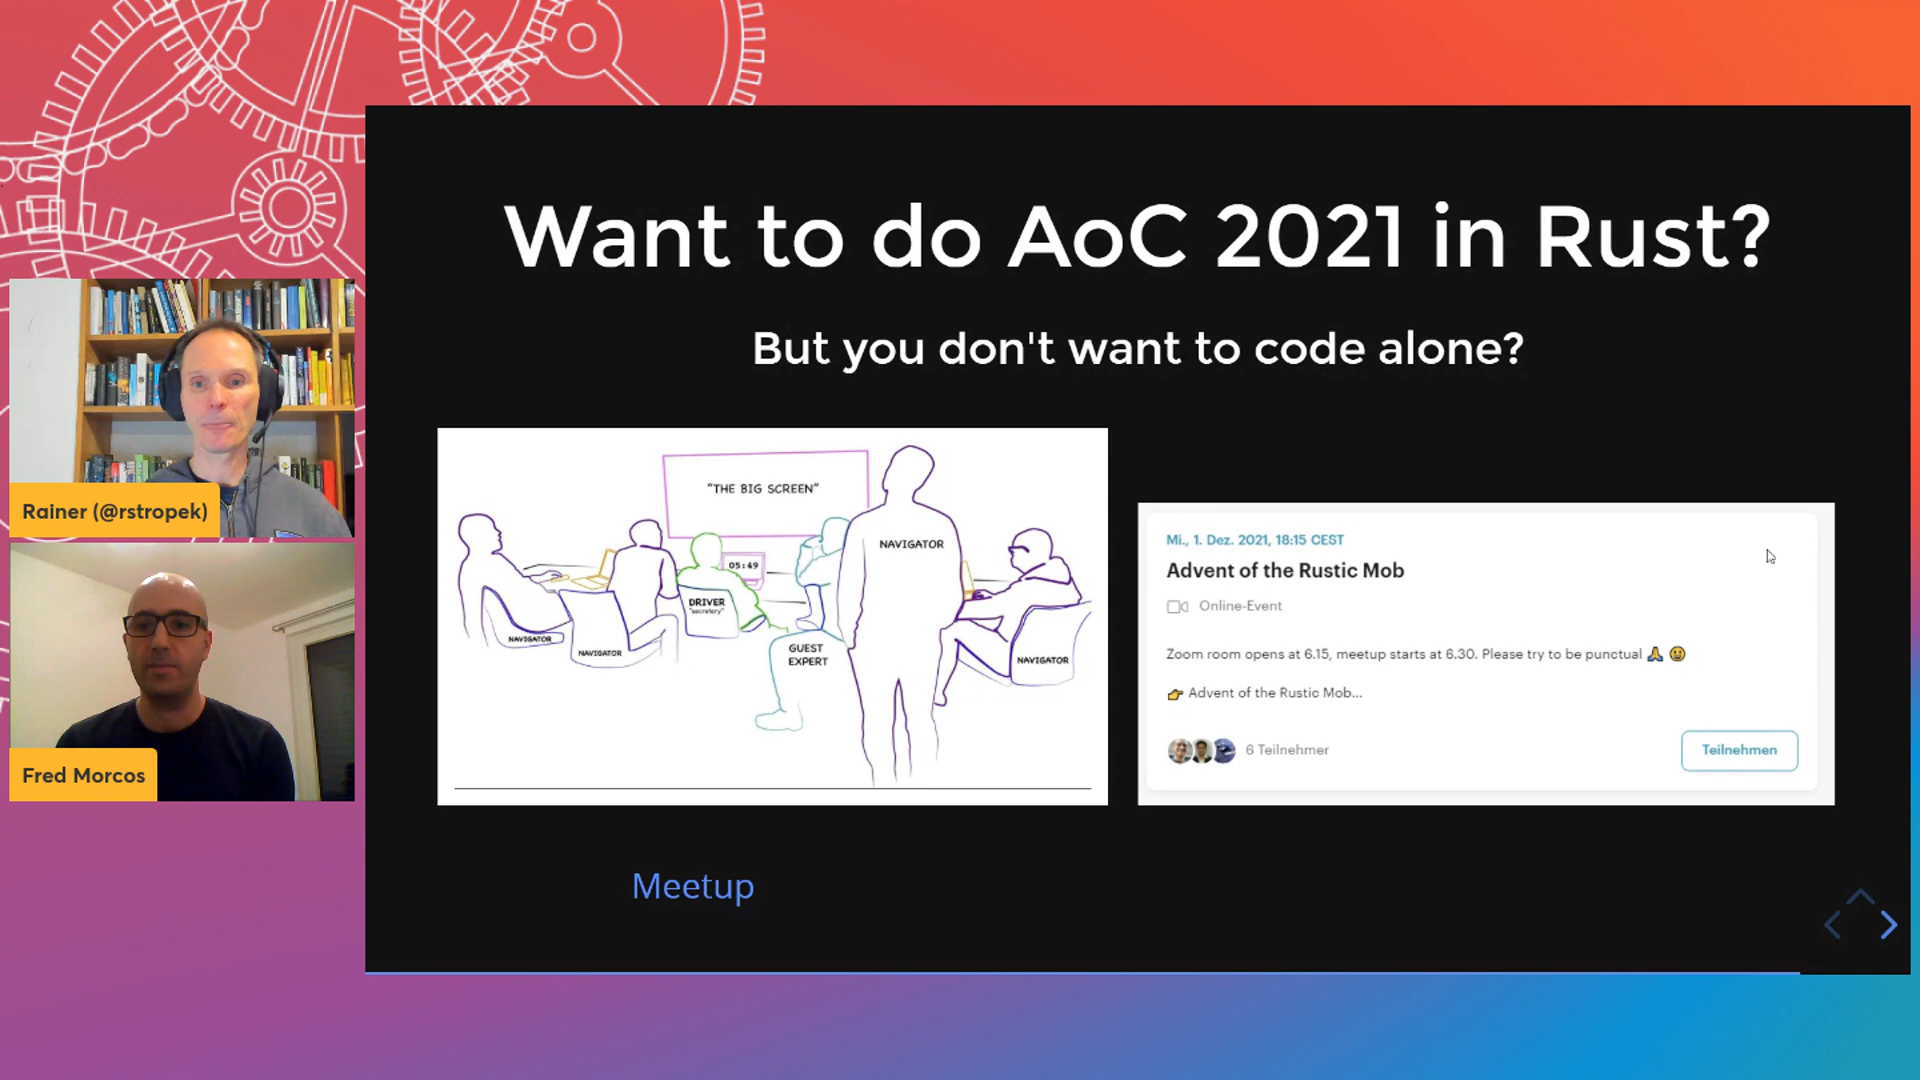 Want to do AoC 2021 in Rust?
But you don't want to code alone?
"THE BIG SCREEN"
NAVIGATOR
05:49
DRIVER
"secretary"
NAVIGATOR
NAVIGATOR
GUEST
EXPERT
NAVIGATOR
Mi., 1. Dez. 2021, 18:15 CEST
Advent of the Rustic Mob
Online-Event
Zoom room opens at 6.15, meetup starts at 6.30. Please try to be punctual 🙏 😀
👉 Advent of the Rustic Mob...
6 Teilnehmer
Teilnehmen
Meetup
Rainer (@rstropek)
Fred Morcos